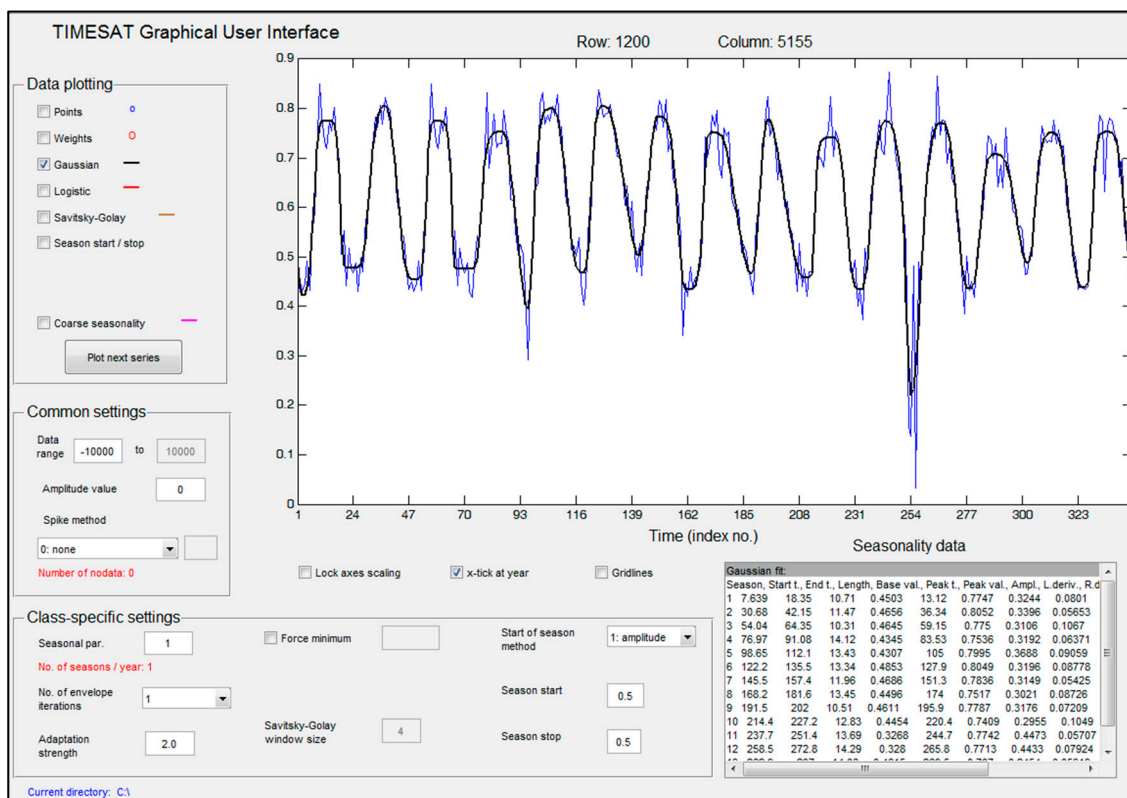 TIMESAT Graphical User Interface
Row: 1200 Column: 5155
Data plotting
Points
Weights
Gaussian
Logistic
Savitsky-Golay
Season start / stop
Coarse seasonality
Plot next series
0.9
0.8
0.7
0.6
0.5
0.4
0.3
0.2
0.1
0
1 24 47 70 93 116 139 162 185 208 231 254 277 300 323
Time (index no.)
Common settings
Data range -10000 to 10000
Amplitude value 0
Spike method
0: none
Number of nodata: 0
Lock axes scaling
x-tick at year
Gridlines
Class-specific settings
Seasonal par. 1
No. of seasons / year: 1
No. of envelope iterations 1
Adaptation strength 2.0
Force minimum
Savitsky-Golay window size 4
Start of season method 1: amplitude
Season start 0.5
Season stop 0.5
Seasonality data
Gaussian fit:
Season, Start t., End t., Length, Base val., Peak t., Peak val., Ampl., L.deriv., R.d
1 7.639 18.35 10.71 0.4503 13.12 0.7747 0.3244 0.0801
2 30.68 42.15 11.47 0.4656 36.34 0.8052 0.3396 0.05653
3 54.04 64.35 10.31 0.4645 59.15 0.775 0.3106 0.1067
4 76.97 91.08 14.12 0.4345 83.53 0.7536 0.3192 0.06371
5 98.65 112.1 13.43 0.4307 105 0.7995 0.3688 0.09059
6 122.2 135.5 13.34 0.4853 127.9 0.8049 0.3196 0.08778
7 145.5 157.4 11.96 0.4686 151.3 0.7836 0.3149 0.05425
8 168.2 181.6 13.45 0.4496 174 0.7517 0.3021 0.08726
9 191.5 202 10.51 0.4611 195.9 0.7787 0.3176 0.07209
10 214.4 227.2 12.83 0.4454 220.4 0.7409 0.2955 0.1049
11 237.7 251.4 13.69 0.3268 244.7 0.7742 0.4473 0.05707
12 258.5 272.8 14.29 0.328 265.8 0.7713 0.4433 0.07924
Current directory: C:\